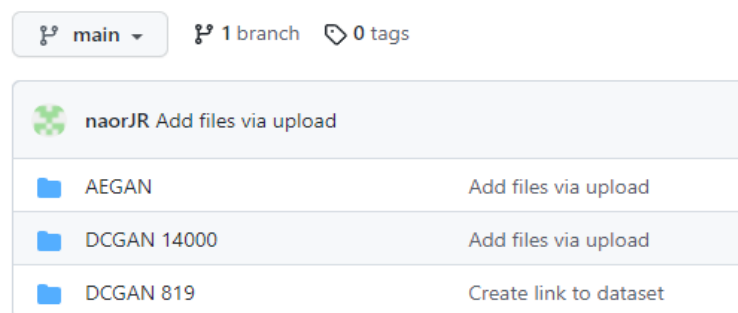 main 1 branch 0 tags
naorJR Add files via upload
AEGAN Add files via upload
DCGAN 14000 Add files via upload
DCGAN 819 Create link to dataset